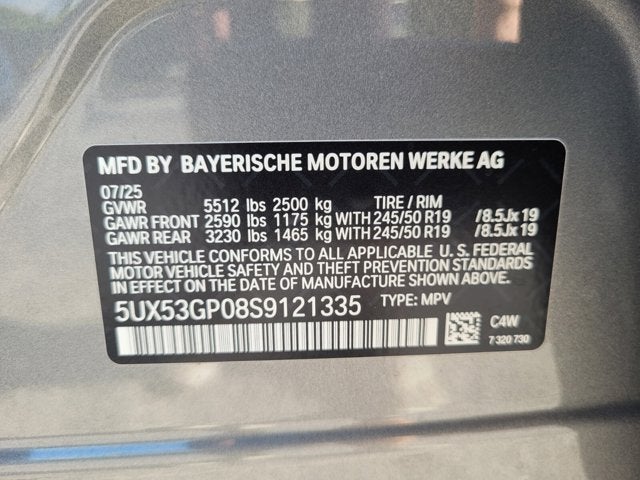 MFD BY BAYERISCHE MOTOREN WERKE AG
07/25
GVWR 5512 lbs 2500 kg TIRE / RIM
GAWR FRONT 2590 lbs 1175 kg WITH 245/50 R19 /8.5Jx19
GAWR REAR 3230 lbs 1465 kg WITH 245/50 R19 /8.5Jx19
THIS VEHICLE CONFORMS TO ALL APPLICABLE U. S. FEDERAL
MOTOR VEHICLE SAFETY AND THEFT PREVENTION STANDARDS
IN EFFECT ON THE DATE OF MANUFACTURE SHOWN ABOVE.
5UX53GP08S9121335 TYPE: MPV
C4W
7 320 730